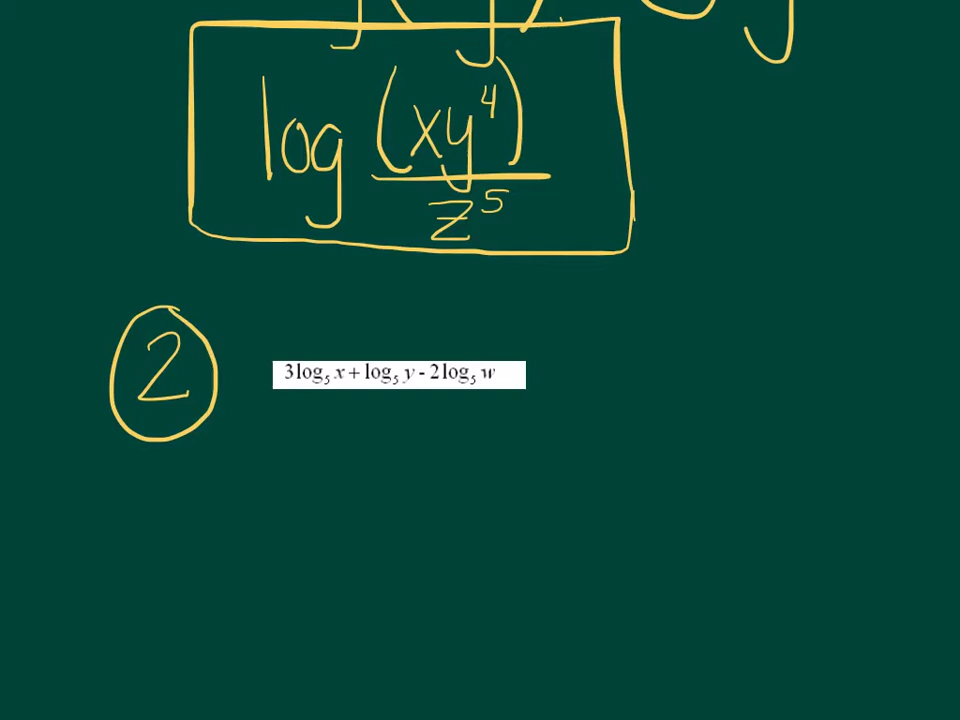 log (xy⁴)
z⁵
2 3log₅ x + log₅ y - 2log₅ w